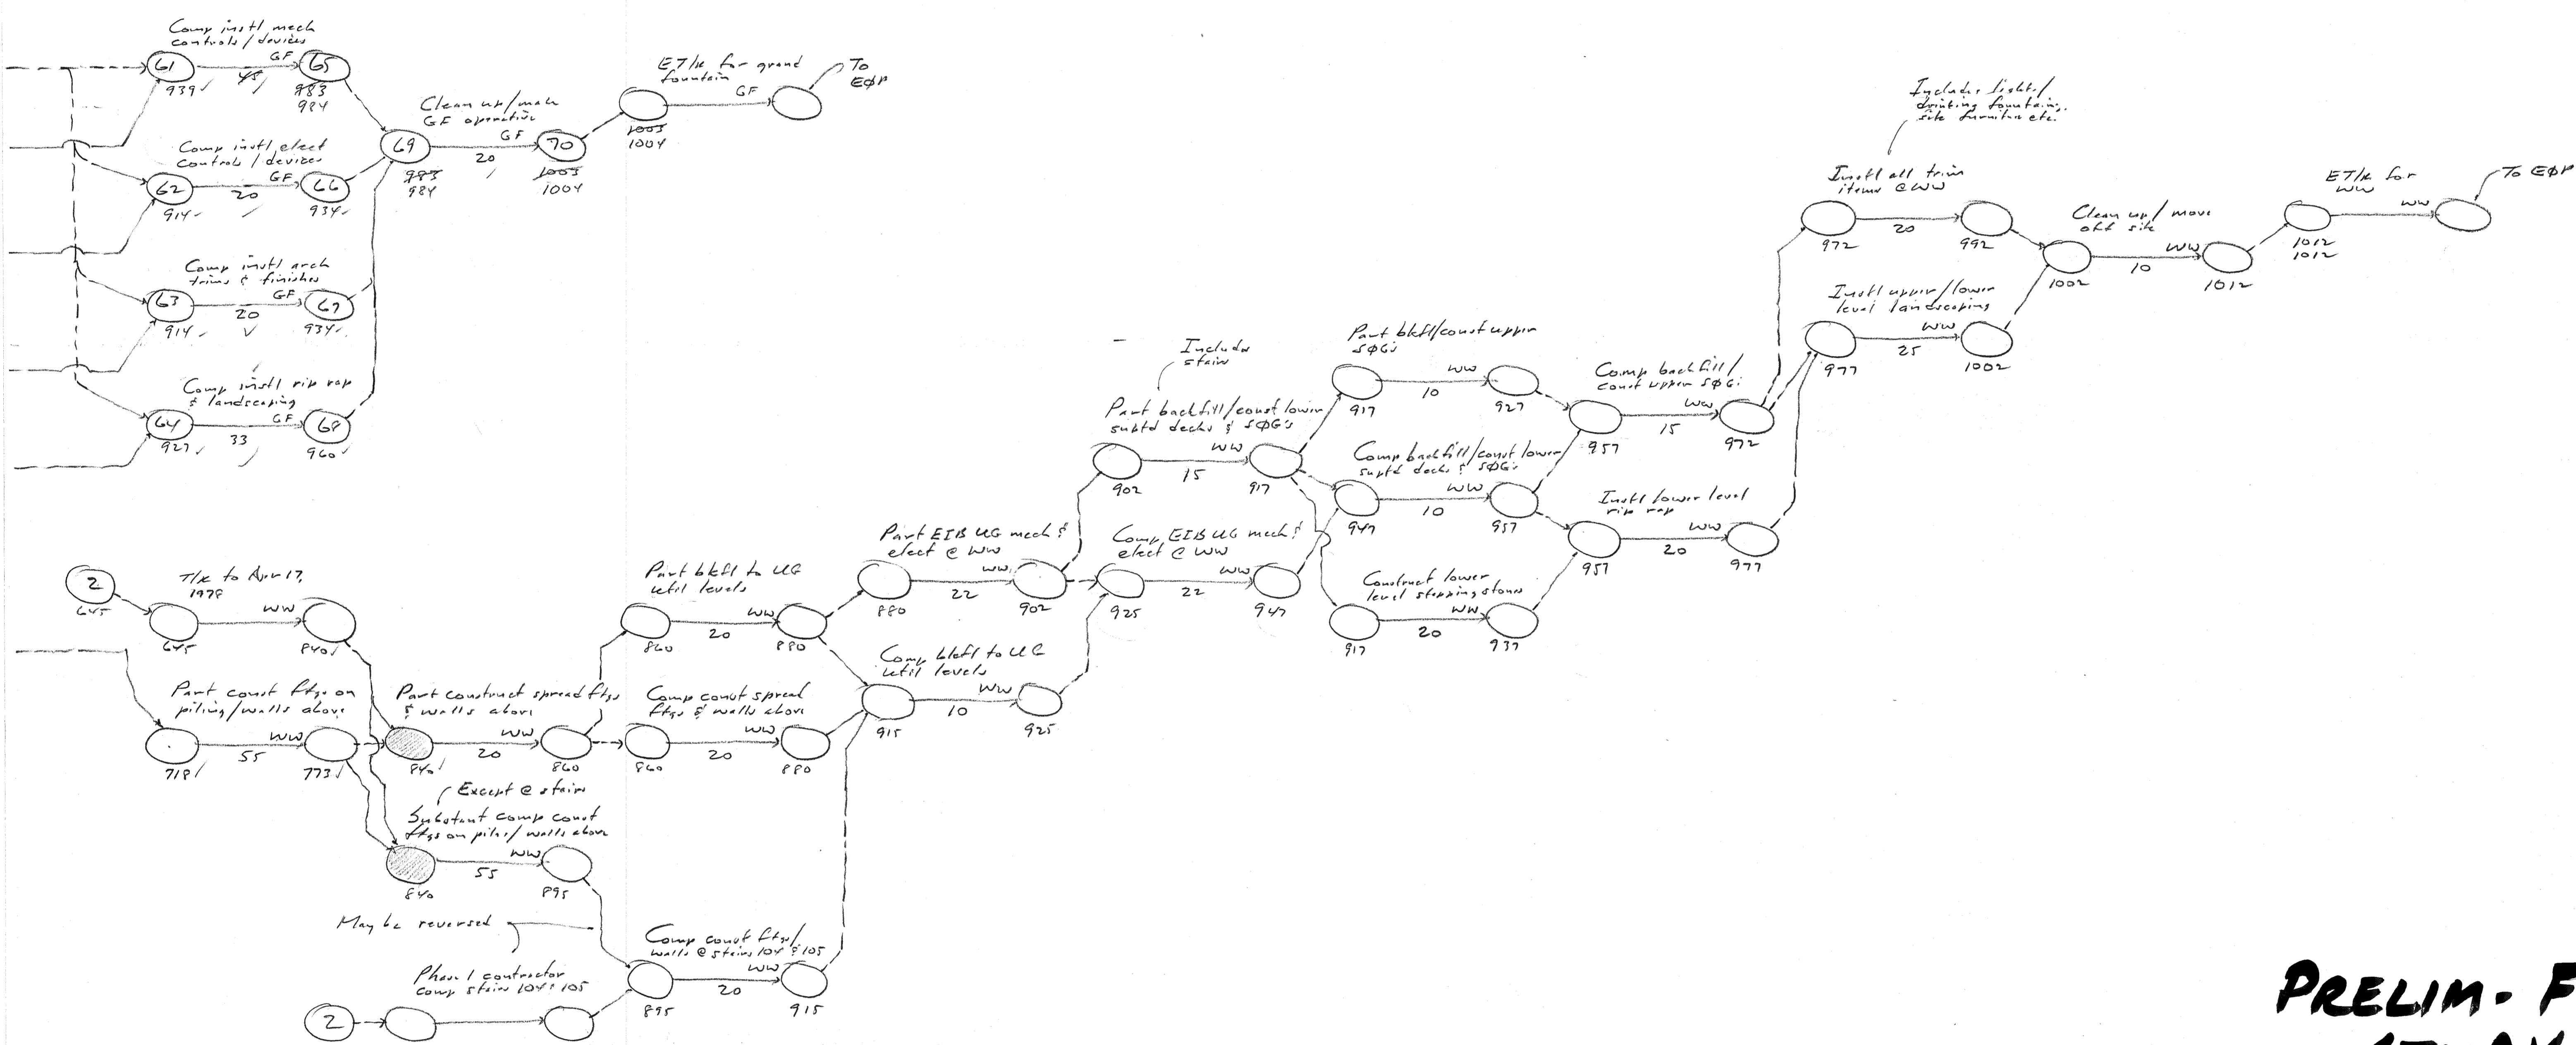 Comp instl mech
controls/devices
61
GF
65
45
939
983
984
Comp instl elect
controls/devices
62
GF
66
20
914
934
Comp instl arch
trims & finishes
63
GF
67
20
914
934
Comp instl rip rap
& landscaping
64
GF
68
33
927
960
69
983
984
Clean up/make
GF operative
GF
20
70
1003
1004
ET/K for grand
fountain
GF
1003
1004
To
EØP
2
645
T/K to Apr 17,
1978
WW
645
840
Part const ftgs on
piling/walls above
WW
55
718
773
Part construct spread ftgs
& walls above
WW
20
840
860
Except @ stairs
Substant comp const
ftgs on piles/walls above
WW
55
840
895
May be reversed
Phase 1 contractor
comp stairs 104 & 105
2
Comp const ftgs/
walls @ stairs 104 & 105
WW
20
895
915
Part bkfl to UG
util levels
WW
20
860
880
Comp const spread
ftgs & walls above
WW
20
860
880
Part EIB UG mech &
elect @ WW
WW
22
880
902
Comp bkfl to UG
util levels
WW
10
915
925
Includes
stairs
Part backfill/const lower
suptd decks & SØG's
WW
15
902
917
Comp EIB UG mech &
elect @ WW
WW
22
925
947
Part bkfl/const upper
SØG's
WW
10
917
927
Comp backfill/const lower
suptd decks & SØG's
WW
10
947
957
Construct lower
level stepping stones
WW
20
917
937
Comp backfill/
const upper SØG's
WW
15
957
972
Instl lower level
rip rap
WW
20
957
977
Includes lights/
drinking fountains,
site furniture etc.
Instl all trim
items @ WW
20
972
992
Instl upper/lower
level landscaping
WW
25
977
1002
Clean up/move
off site
WW
10
1002
1012
ET/K for
WW
WW
1012
1012
To EØP
PRELIM. F